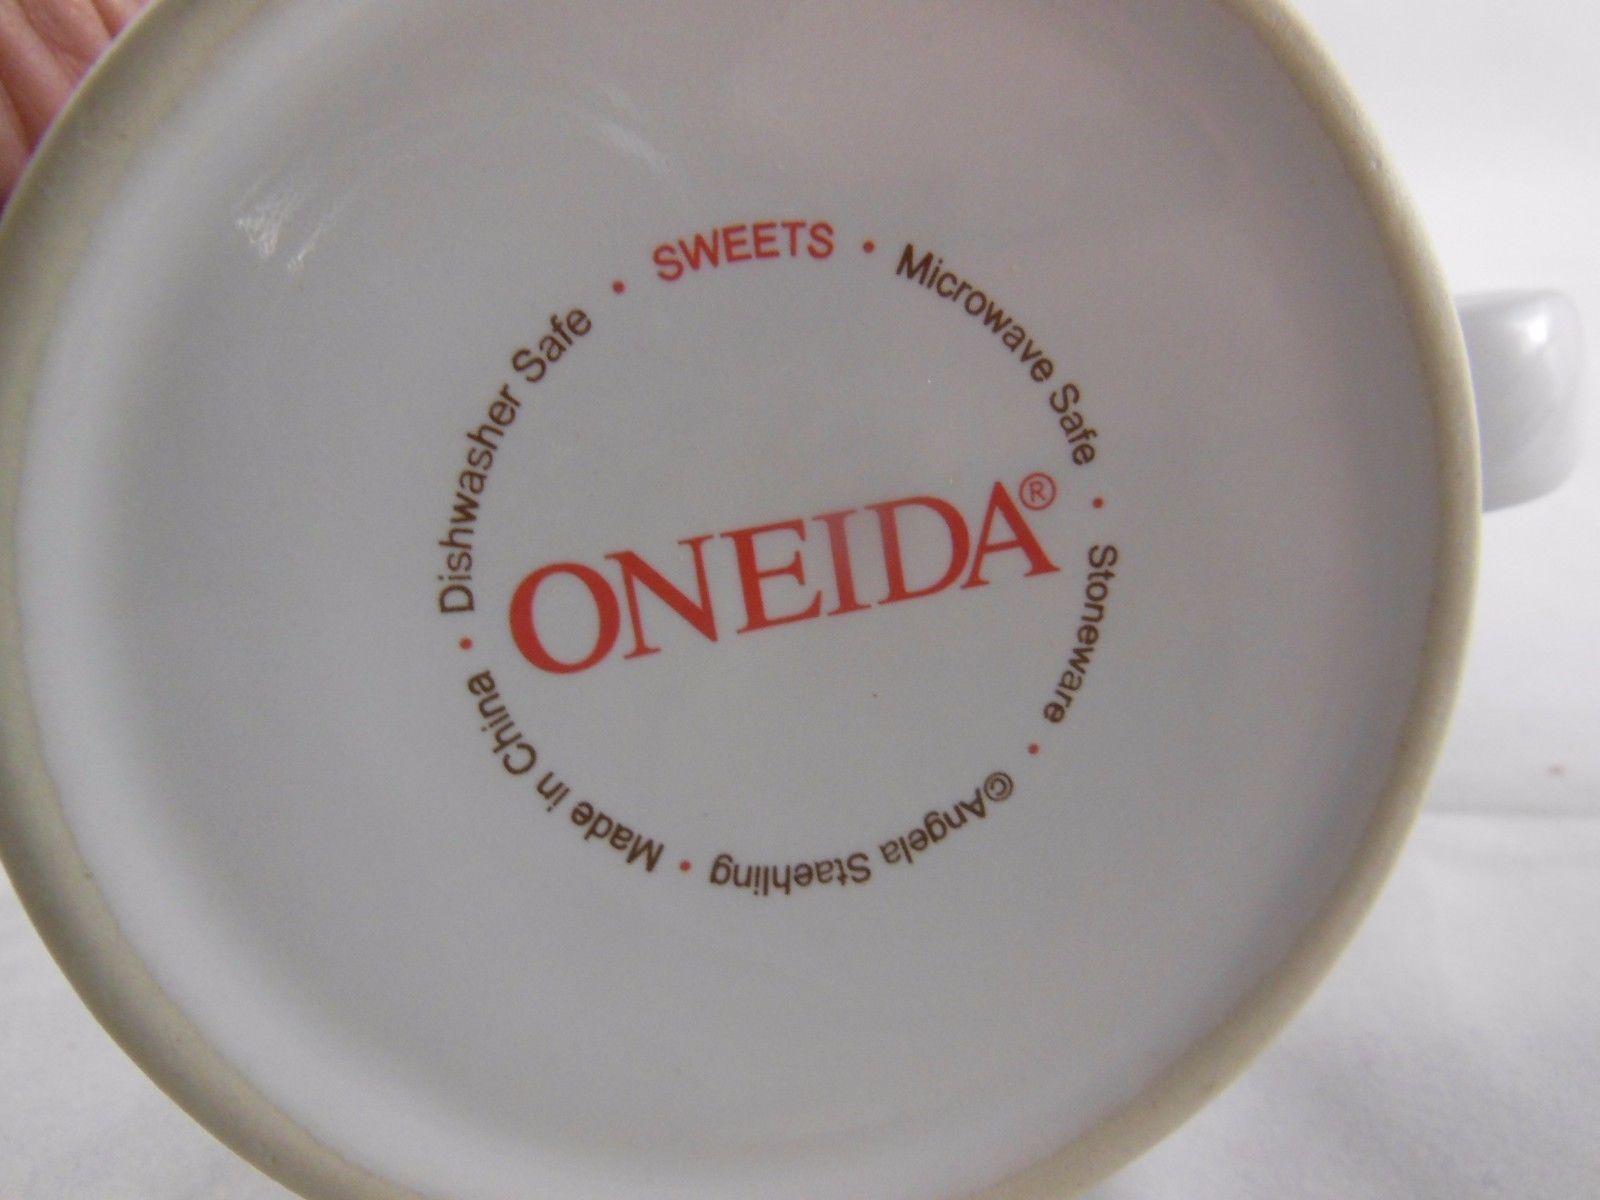 SWEETS • Microwave Safe • Stoneware • ©Angela Staehling • Made in China • Dishwasher Safe •
ONEIDA®